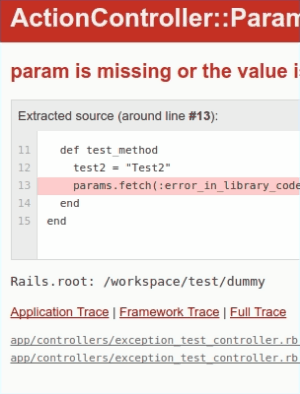 ActionController::Param
param is missing or the value i
Extracted source (around line #13):
11 def test_method
12 test2 = "Test2"
13 params.fetch(:error_in_library_code
14 end
15 end
Rails.root: /workspace/test/dummy
Application Trace | Framework Trace | Full Trace
app/controllers/exception_test_controller.rb
app/controllers/exception_test_controller.rb